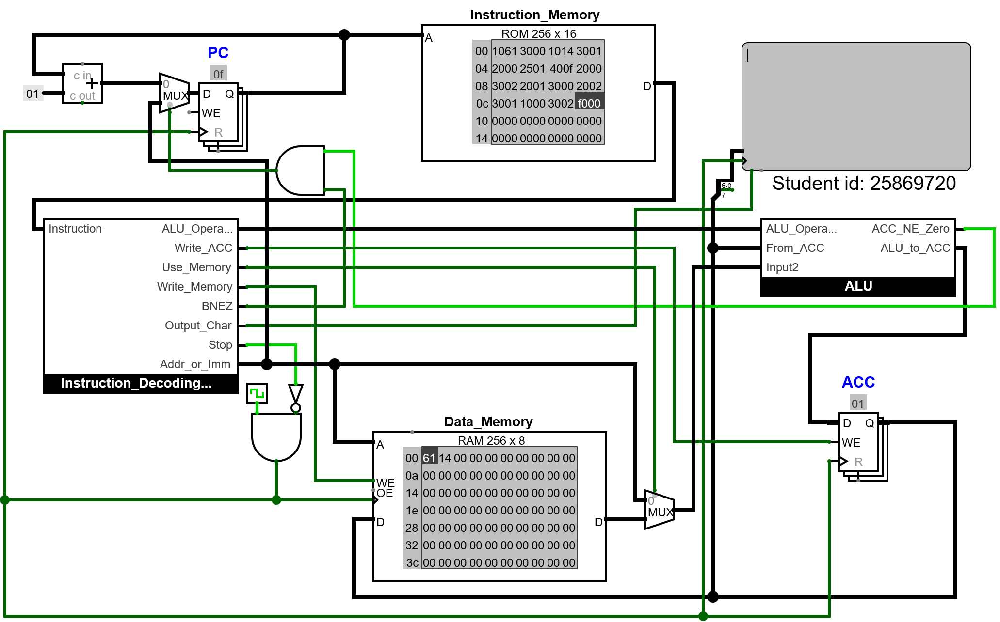 Instruction_Memory
ROM 256 x 16
A
00 1061 3000 1014 3001
04 2000 2501 400f 2000
08 3002 2001 3000 2002
0c 3001 1000 3002 f000
10 0000 0000 0000 0000
14 0000 0000 0000 0000
D
PC
0f
c in
c out
01
0
MUX
D Q
WE
R
6-0
7
Student id: 25869720
Instruction ALU_Opera...
Write_ACC
Use_Memory
Write_Memory
BNEZ
Output_Char
Stop
Addr_or_Imm
Instruction_Decoding...
ALU_Opera... ACC_NE_Zero
From_ACC ALU_to_ACC
Input2
ALU
ACC
01
D Q
WE
R
Data_Memory
RAM 256 x 8
A
WE
OE
D
00 61 14 00 00 00 00 00 00 00 00
0a 00 00 00 00 00 00 00 00 00 00
14 00 00 00 00 00 00 00 00 00 00
1e 00 00 00 00 00 00 00 00 00 00
28 00 00 00 00 00 00 00 00 00 00
32 00 00 00 00 00 00 00 00 00 00
3c 00 00 00 00 00 00 00 00 00 00
D
0
MUX